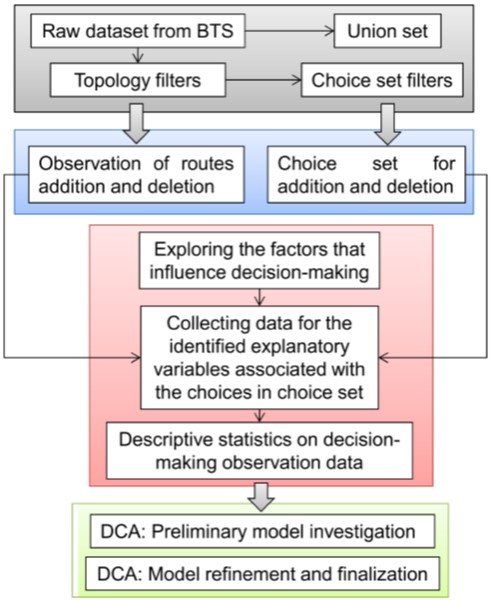 Raw dataset from BTS
Union set
Topology filters
Choice set filters
Observation of routes
addition and deletion
Choice set for
addition and deletion
Exploring the factors that
influence decision-making
Collecting data for the
identified explanatory
variables associated with
the choices in choice set
Descriptive statistics on decision-
making observation data
DCA: Preliminary model investigation
DCA: Model refinement and finalization